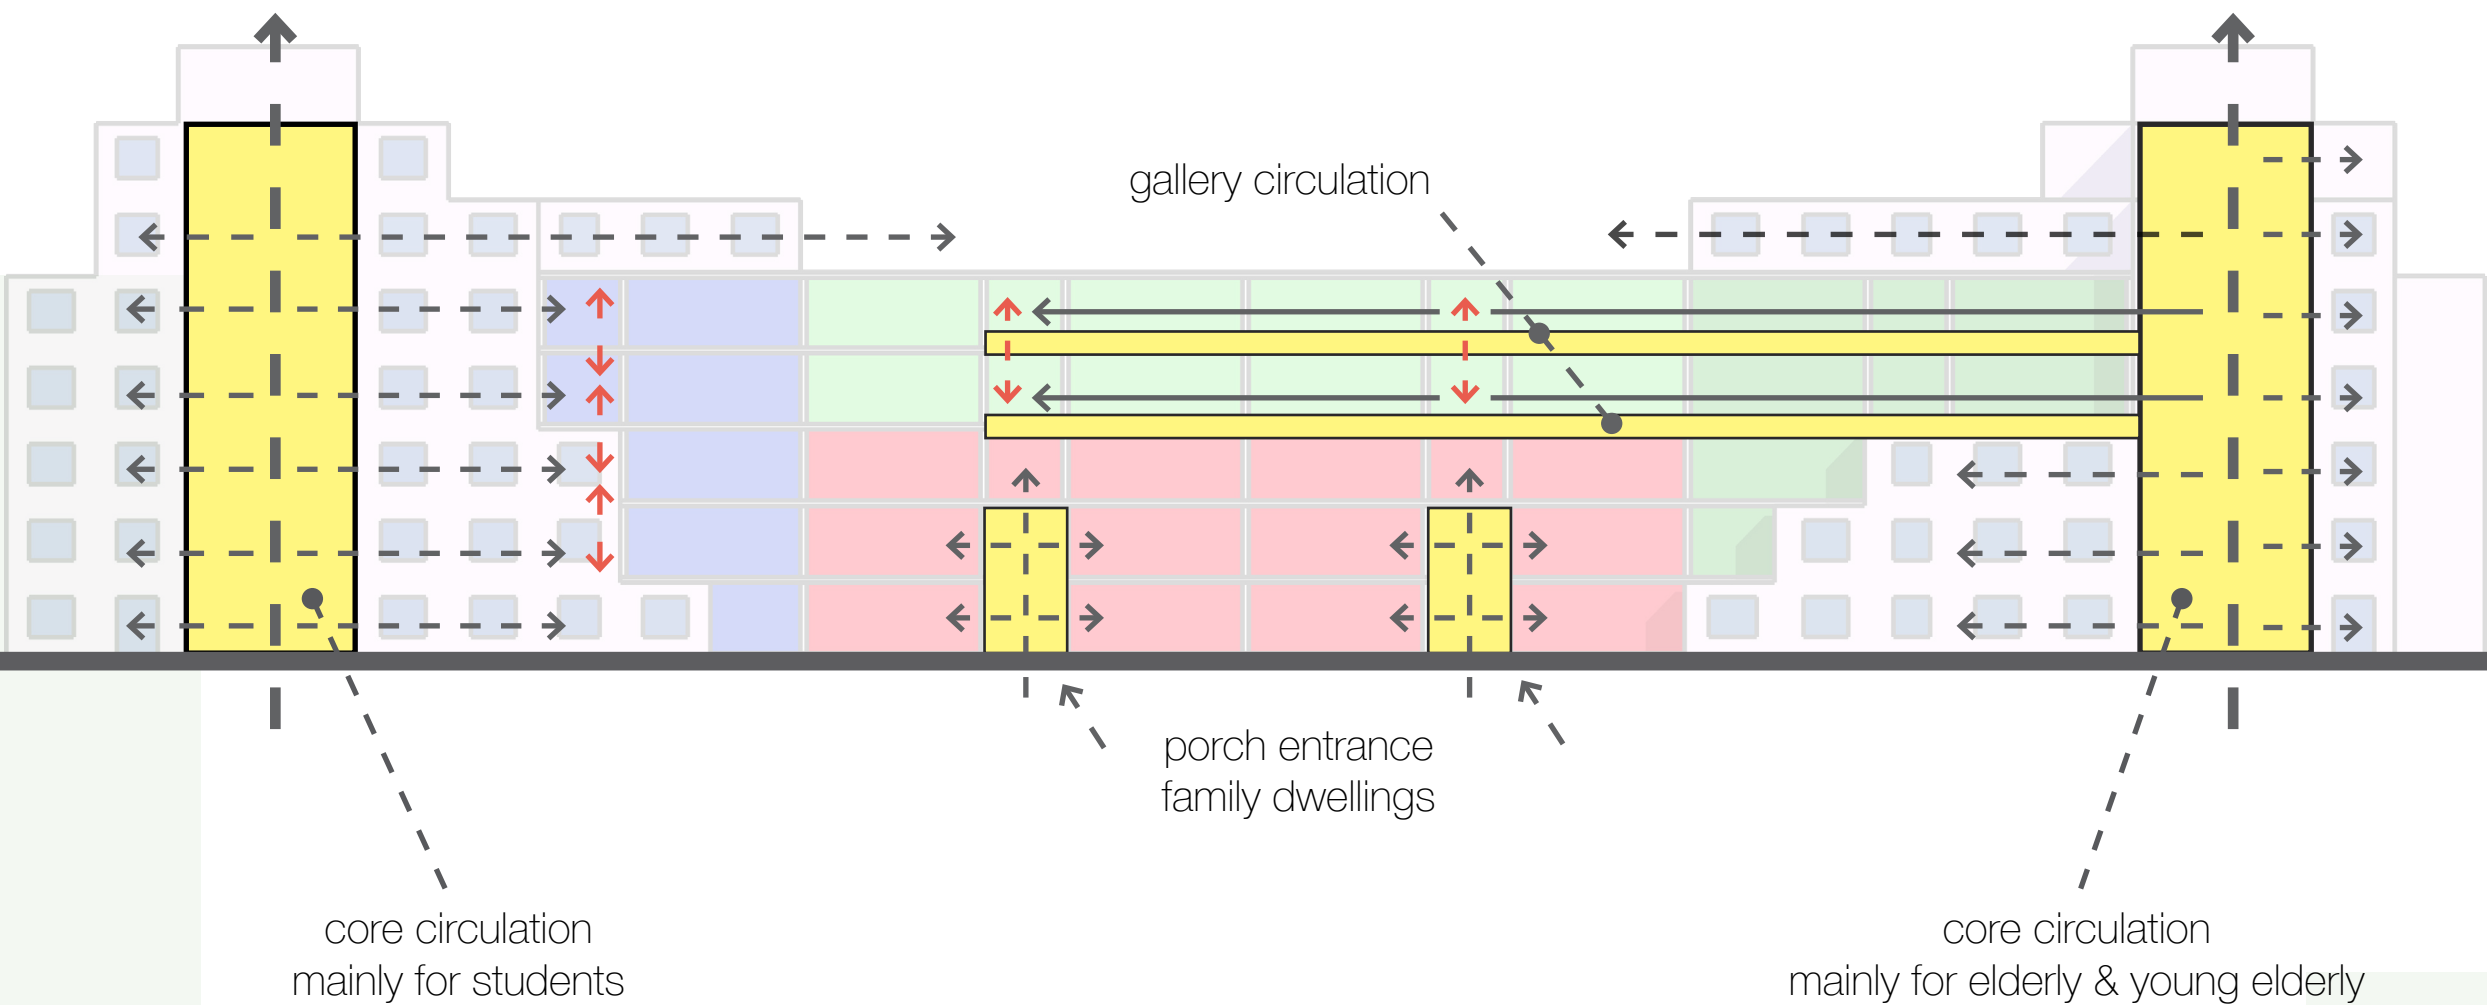 gallery circulation
porch entrance
family dwellings
core circulation
mainly for students
core circulation
mainly for elderly & young elderly